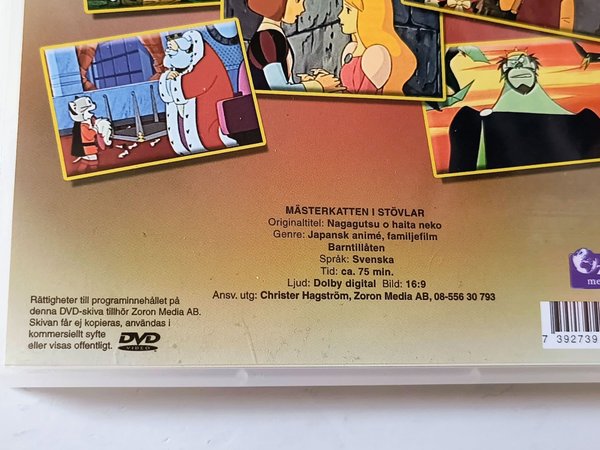 MÄSTERKATTEN I STÖVLAR
Originaltitel: Nagagutsu o haita neko
Genre: Japansk animé, familjefilm
Barntillåten
Språk: Svenska
Tid: ca. 75 min.
Ljud: Dolby digital Bild: 16:9
Ansv. utg: Christer Hagström, Zoron Media AB, 08-556 30 793
Rättigheter till programinnehållet på
denna DVD-skiva tillhör Zoron Media AB.
Skivan får ej kopieras, användas i
kommersiellt syfte
eller visas offentligt.
DVD
VIDEO
7 392739